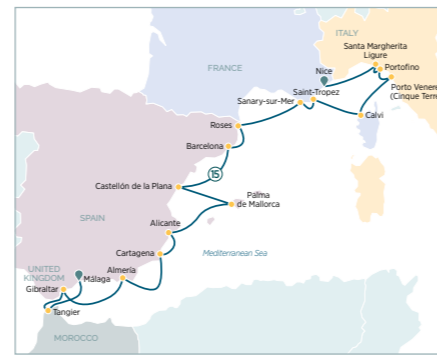 ITALY
Santa Margherita
Ligure
FRANCE
Nice
Portofino
Saint-Tropez
Porto Venere
(Cinque Terre
Sanary-sur-Mer
Calvi
Roses
Barcelona
15
Castellón de la Plana
Palma
de Mallorca
SPAIN
Alicante
Cartagena
Mediterranean Sea
UNITED
KINGDOM
Almería
Málaga
Gibraltar
Tangier
MOROCCO